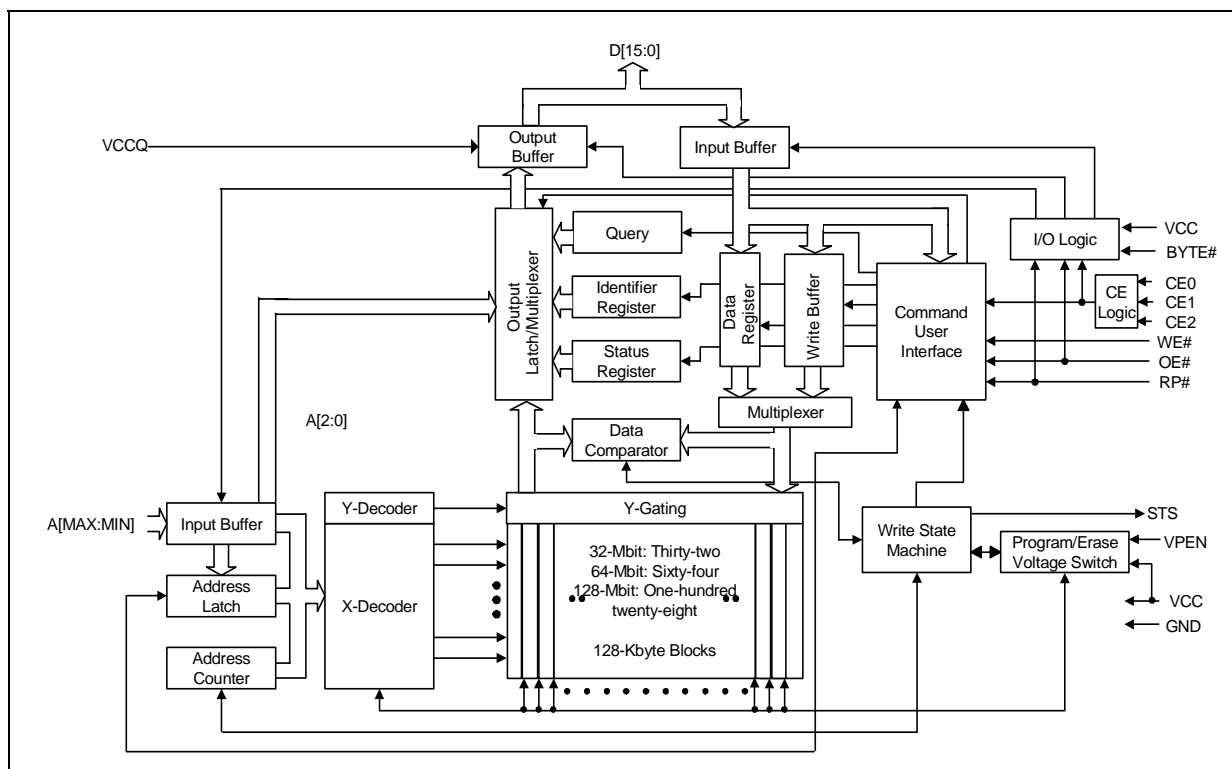 D[15:0]
VCCQ
Output
Buffer
Input Buffer
Output
Latch/Multiplexer
Query
Identifier
Register
Status
Register
Data
Register
Write Buffer
Command
User
Interface
I/O Logic
VCC
BYTE#
CE
Logic
CE0
CE1
CE2
WE#
OE#
RP#
Multiplexer
A[2:0]
Data
Comparator
A[MAX:MIN]
Input Buffer
Y-Decoder
Y-Gating
Address
Latch
X-Decoder
32-Mbit: Thirty-two
64-Mbit: Sixty-four
128-Mbit: One-hundred
twenty-eight
128-Kbyte Blocks
Write State
Machine
Program/Erase
Voltage Switch
STS
VPEN
VCC
GND
Address
Counter